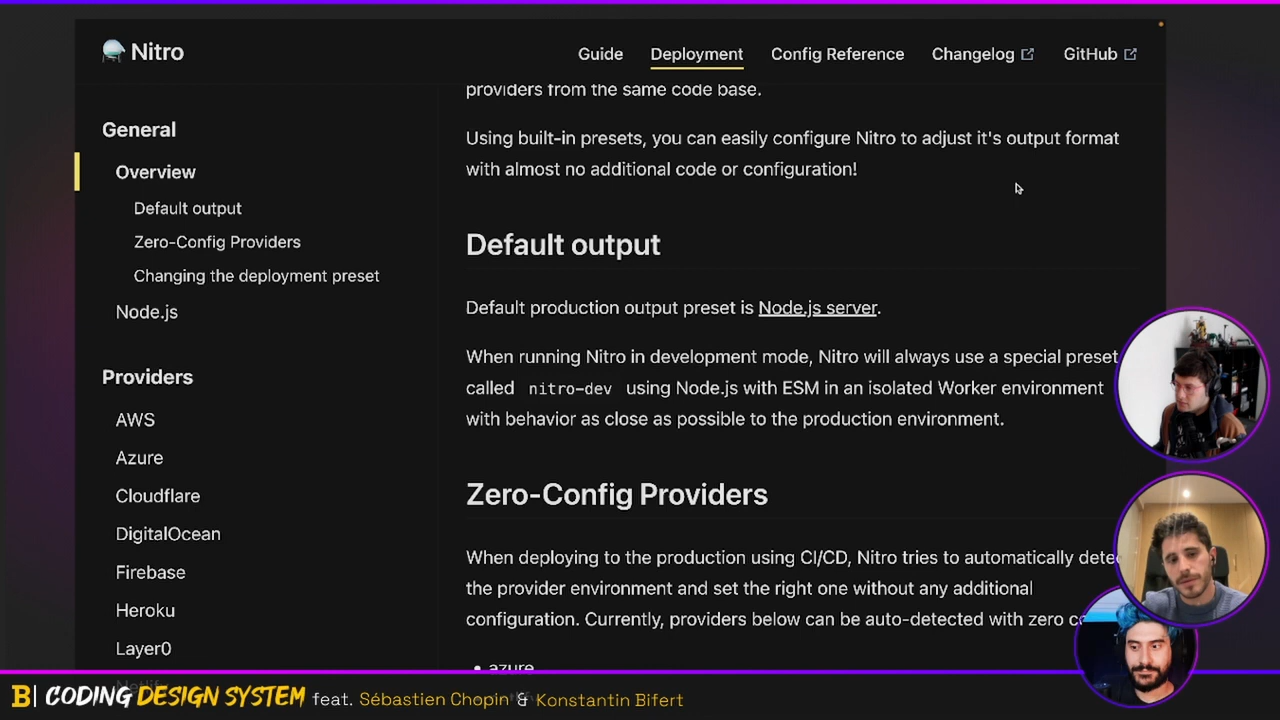 Nitro
Guide
Deployment
Config Reference
Changelog
GitHub
General
Overview
Default output
Zero-Config Providers
Changing the deployment preset
Node.js
Providers
AWS
Azure
Cloudflare
DigitalOcean
Firebase
Heroku
Layer0
providers from the same code base.
Using built-in presets, you can easily configure Nitro to adjust it's output format
with almost no additional code or configuration!
Default output
Default production output preset is Node.js server.
When running Nitro in development mode, Nitro will always use a special preset
called nitro-dev using Node.js with ESM in an isolated Worker environment
with behavior as close as possible to the production environment.
Zero-Config Providers
When deploying to the production using CI/CD, Nitro tries to automatically dete
the provider environment and set the right one without any additional
configuration. Currently, providers below can be auto-detected with zero co
• azure
B| CODING DESIGN SYSTEM feat. Sébastien Chopin & Konstantin Bifert